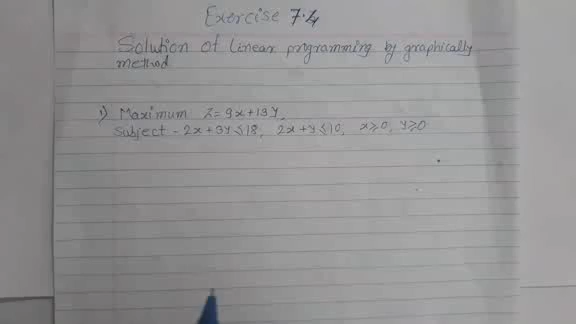 Exercise 7.4
Solution of linear programming by graphically
method
1) Maximum Z = 9x + 13y.
Subject - 2x + 3y ≤ 18, 2x + y ≤ 10, x ≥ 0, y ≥ 0